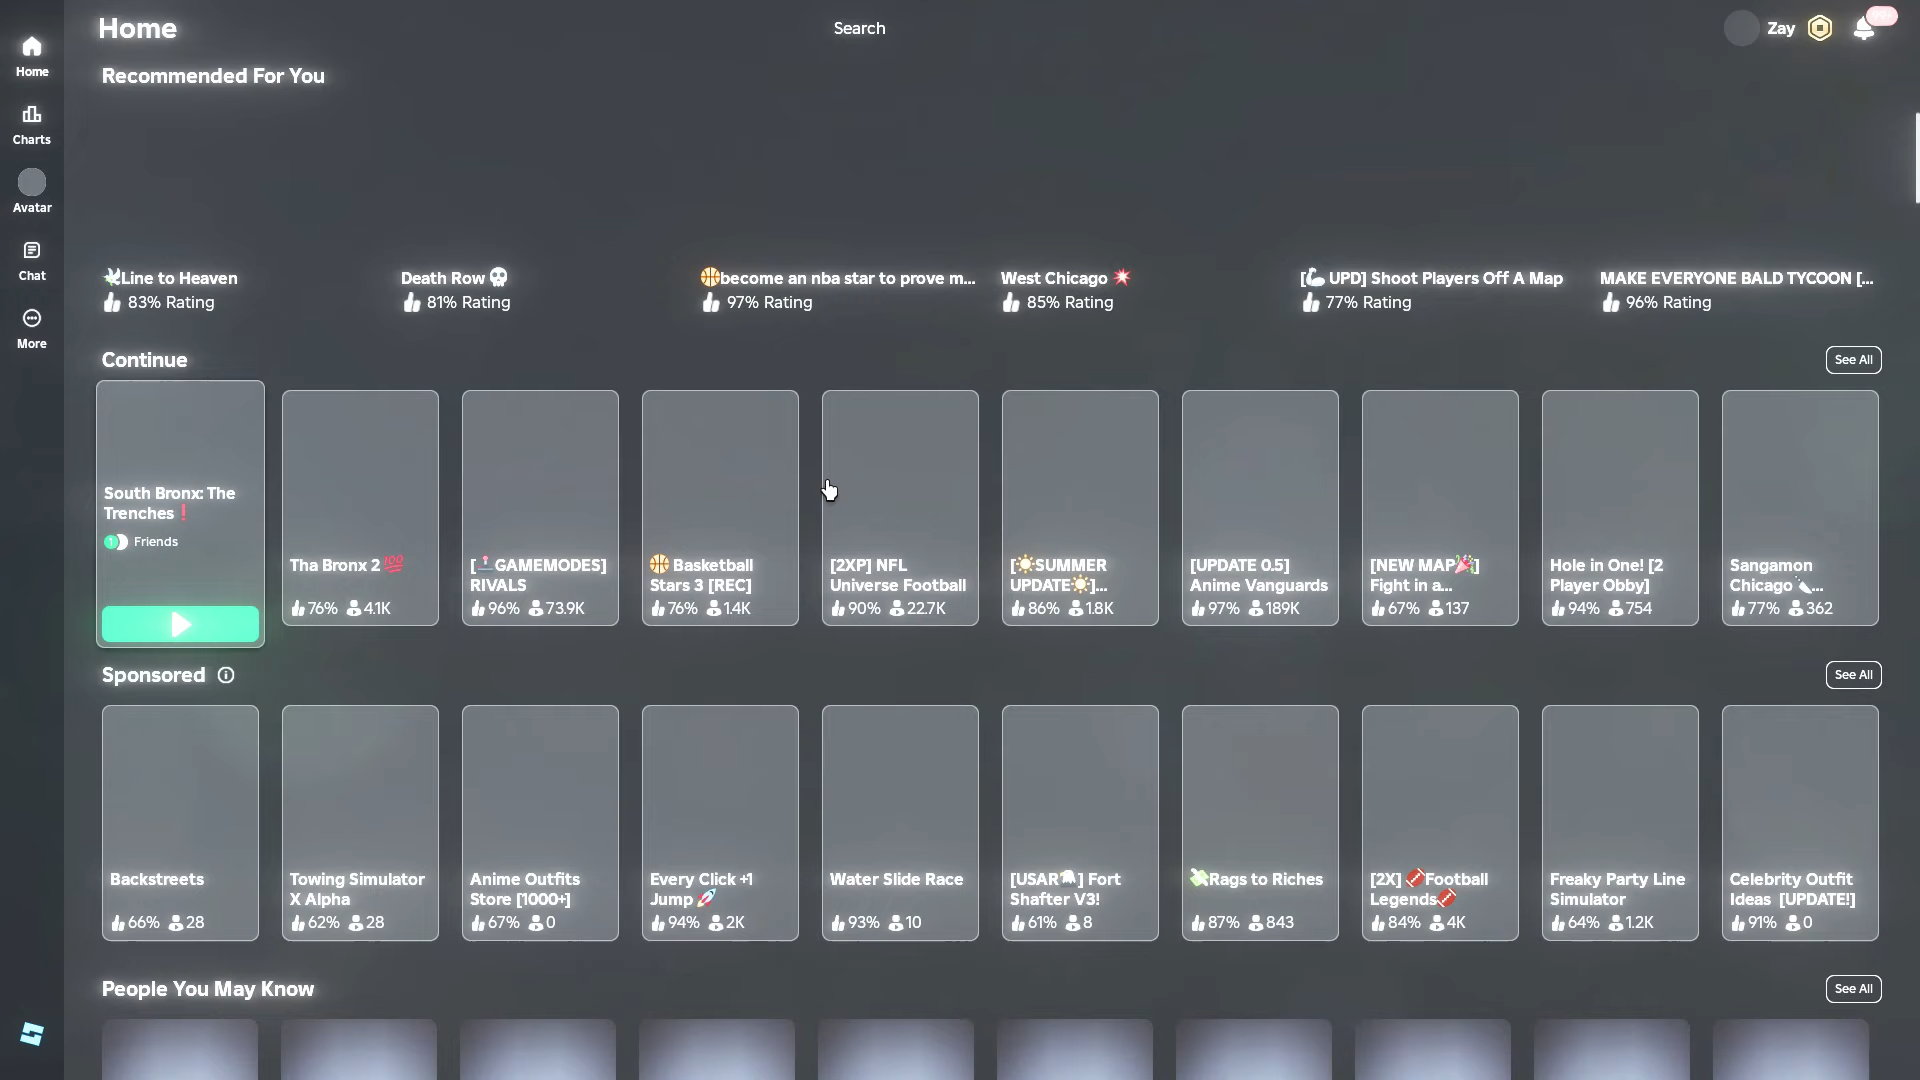 Home
Search
Zay
Home
Recommended For You
Charts
Avatar
Chat
More
Line to Heaven
83% Rating
Death Row
81% Rating
become an nba star to prove m...
97% Rating
West Chicago
85% Rating
[ UPD] Shoot Players Off A Map
77% Rating
MAKE EVERYONE BALD TYCOON [...
96% Rating
Continue
See All
South Bronx: The
Trenches❗
1
Friends
Tha Bronx 2 💯
76% 4.1K
[🕹️GAMEMODES]
RIVALS
96% 73.9K
🏀 Basketball
Stars 3 [REC]
76% 1.4K
[2XP] NFL
Universe Football
90% 22.7K
[☀️SUMMER
UPDATE☀️]...
86% 1.8K
[UPDATE 0.5]
Anime Vanguards
97% 189K
[NEW MAP🎉]
Fight in a...
67% 137
Hole in One! [2
Player Obby]
94% 754
Sangamon
Chicago🔪...
77% 362
Sponsored
See All
Backstreets
66% 28
Towing Simulator
X Alpha
62% 28
Anime Outfits
Store [1000+]
67% 0
Every Click +1
Jump🚀
94% 2K
Water Slide Race
93% 10
[USAR🦅] Fort
Shafter V3!
61% 8
💸Rags to Riches
87% 843
[2X] 🏈Football
Legends🏈
84% 4K
Freaky Party Line
Simulator
64% 1.2K
Celebrity Outfit
Ideas [UPDATE!]
91% 0
People You May Know
See All